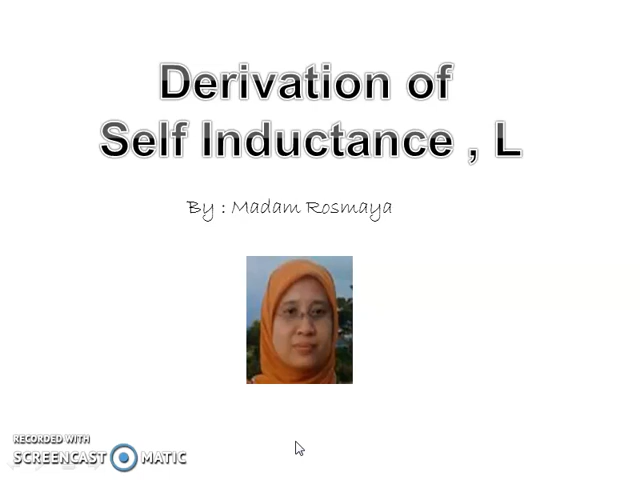 Derivation of
Self Inductance , L
By : Madam Rosmaya
RECORDED WITH
SCREENCAST MATIC